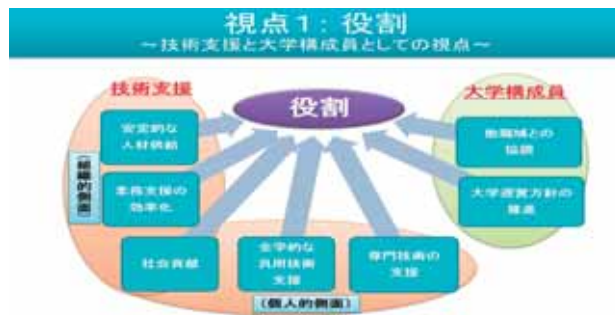 視点1：役割
～技術支援と大学構成員としての視点～
技術支援
役割
大学構成員
安定的な
人材供給
他職域との
協調
(組織的側面)
業務支援の
効率化
大学運営方針の
推進
社会貢献
全学的な
汎用技術
支援
専門技術の
支援
(個人的側面)